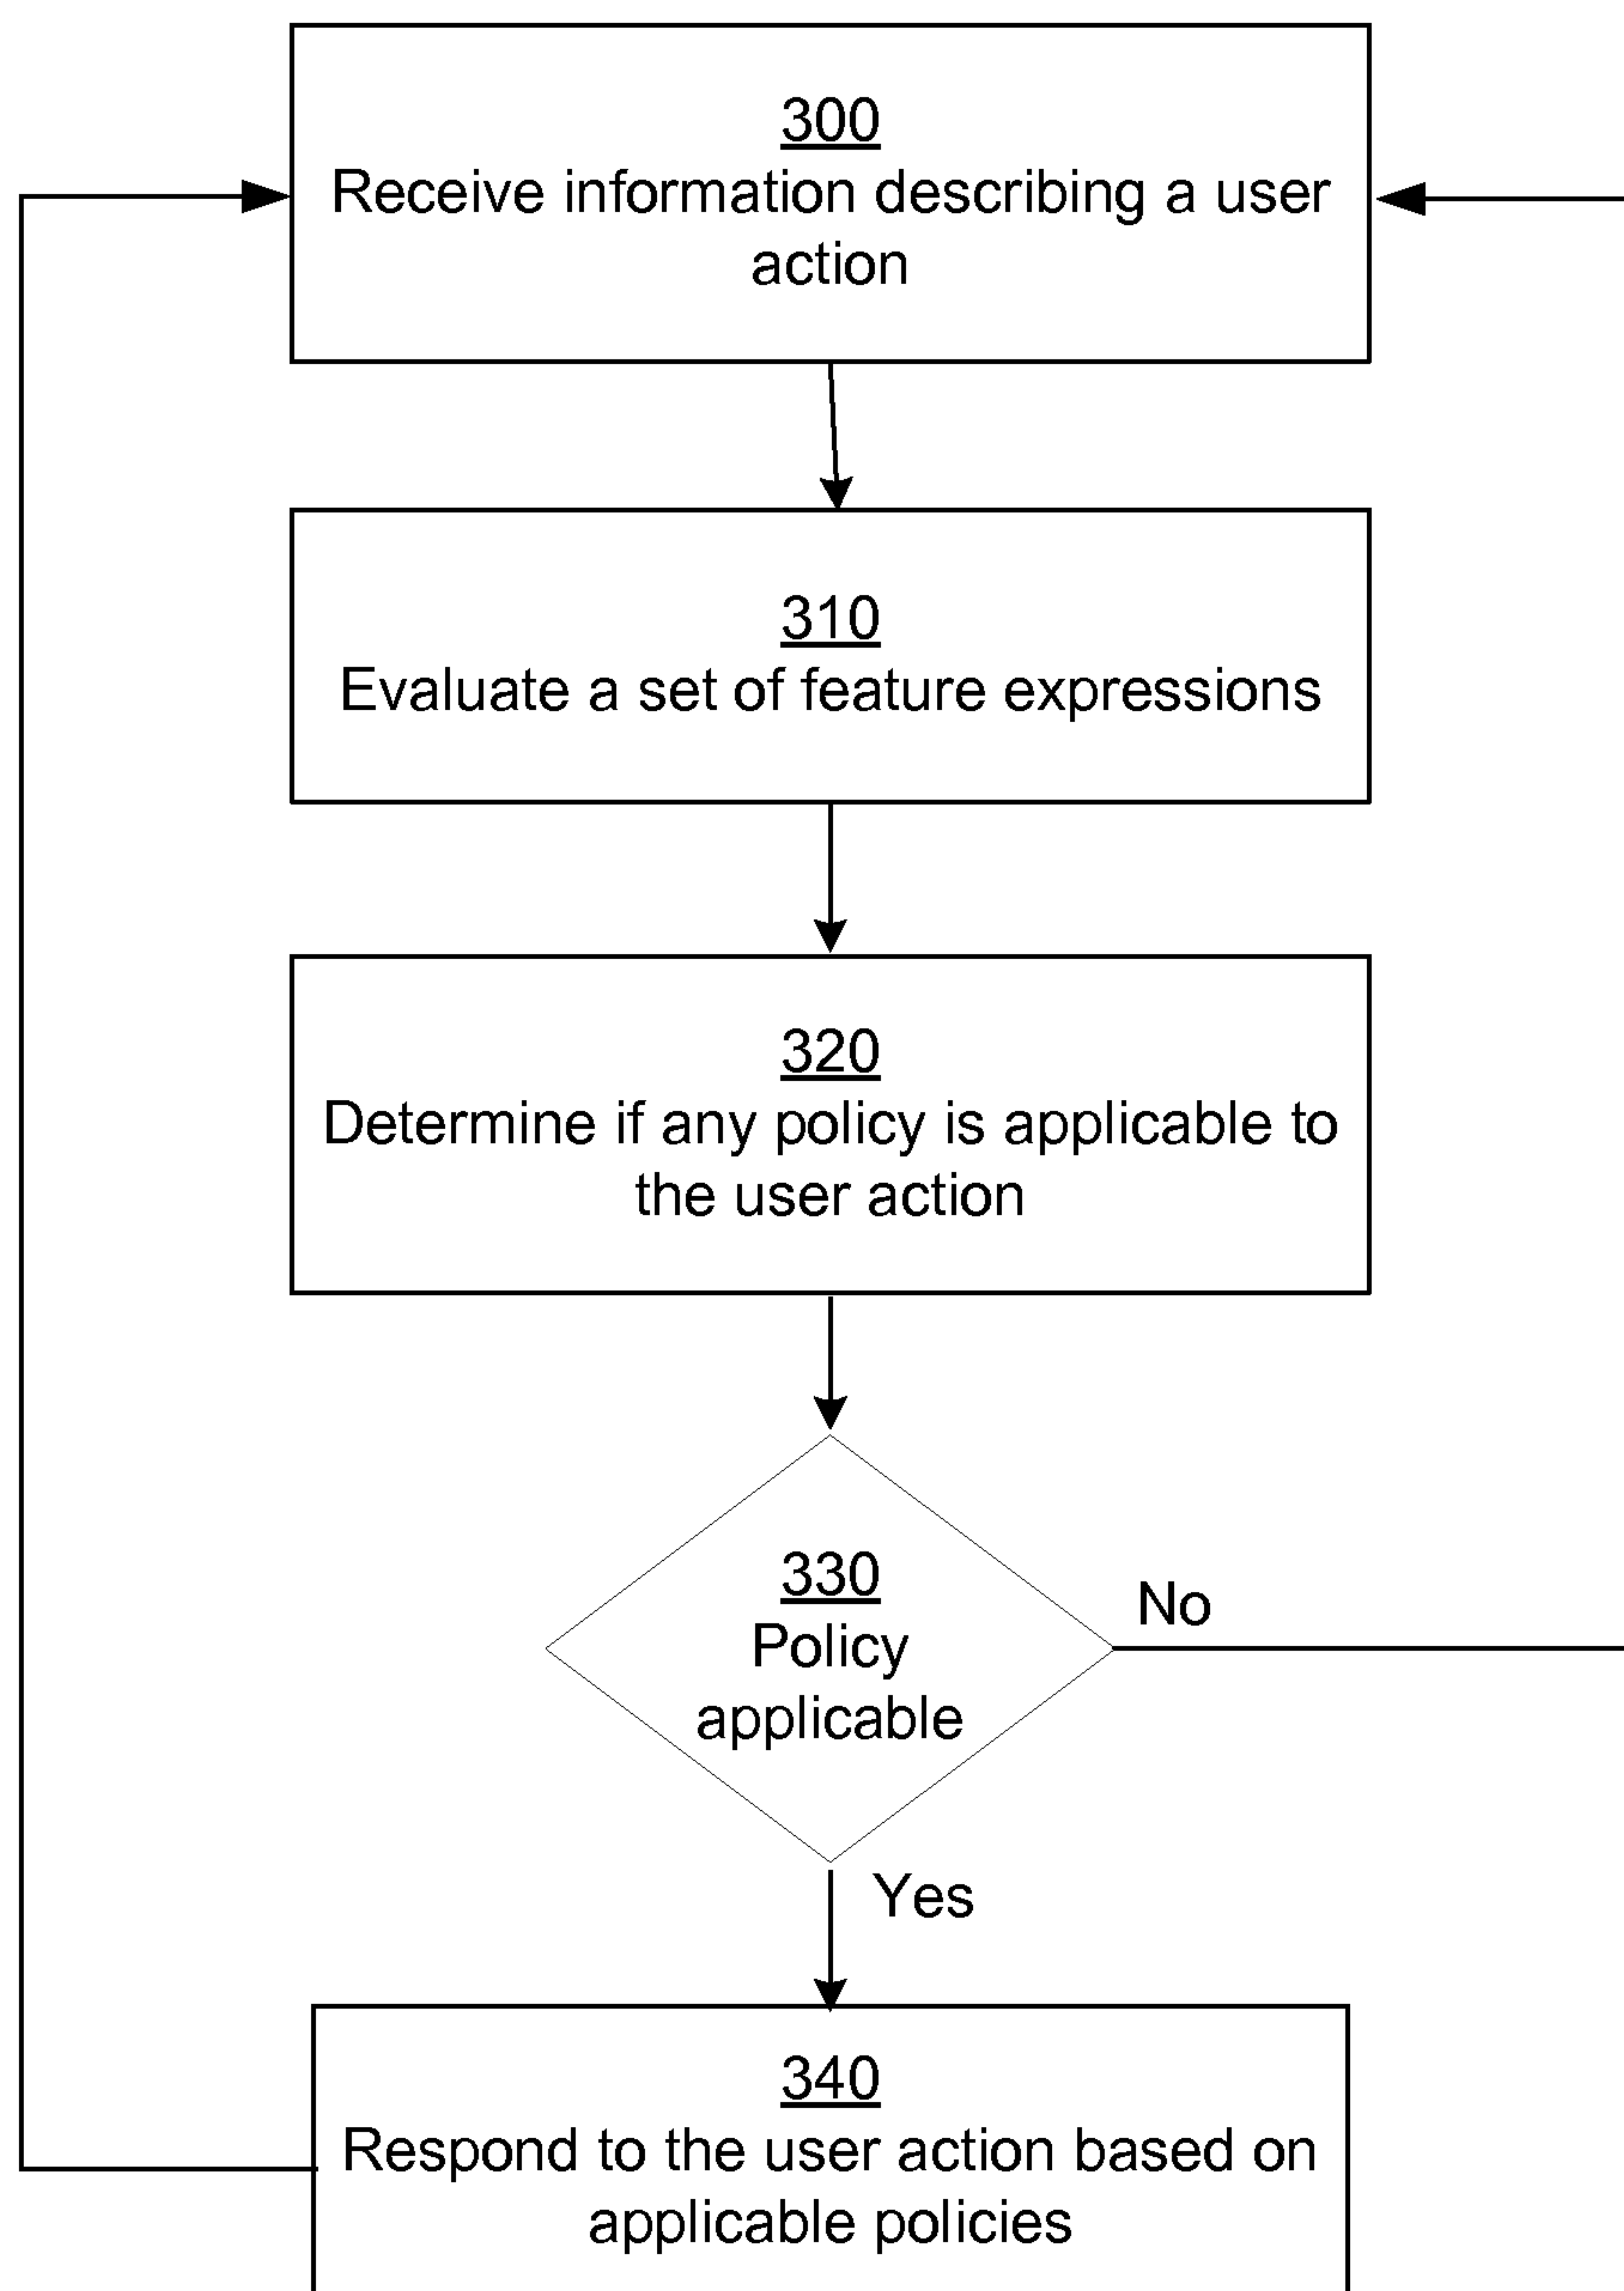 300
Receive information describing a user
action
310
Evaluate a set of feature expressions
320
Determine if any policy is applicable to
the user action
330
Policy
applicable
No
Yes
340
Respond to the user action based on
applicable policies